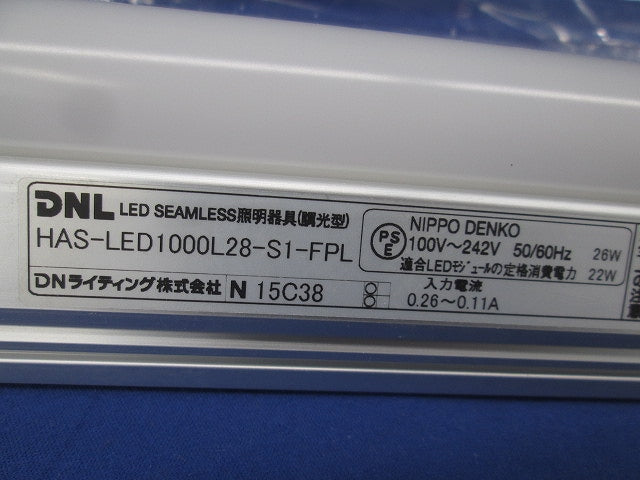 DNL LED SEAMLESS照明器具(調光型)
HAS-LED1000L28-S1-FPL
DNライティング株式会社 N 15C38
PSE
NIPPO DENKO
100V～242V 50/60Hz 26W
適合LEDモジュールの定格消費電力 22W
入力電流
0.26～0.11A